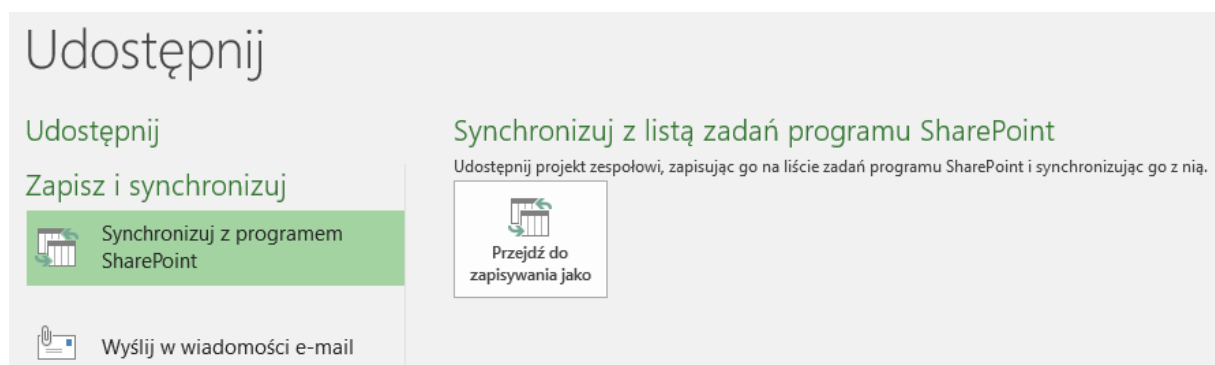 Udostępnij
Udostępnij
Zapisz i synchronizuj
Synchronizuj z programem
SharePoint
Wyślij w wiadomości e-mail
Synchronizuj z listą zadań programu SharePoint
Udostępnij projekt zespołowi, zapisując go na liście zadań programu SharePoint i synchronizując go z nią.
Przejdź do
zapisywania jako